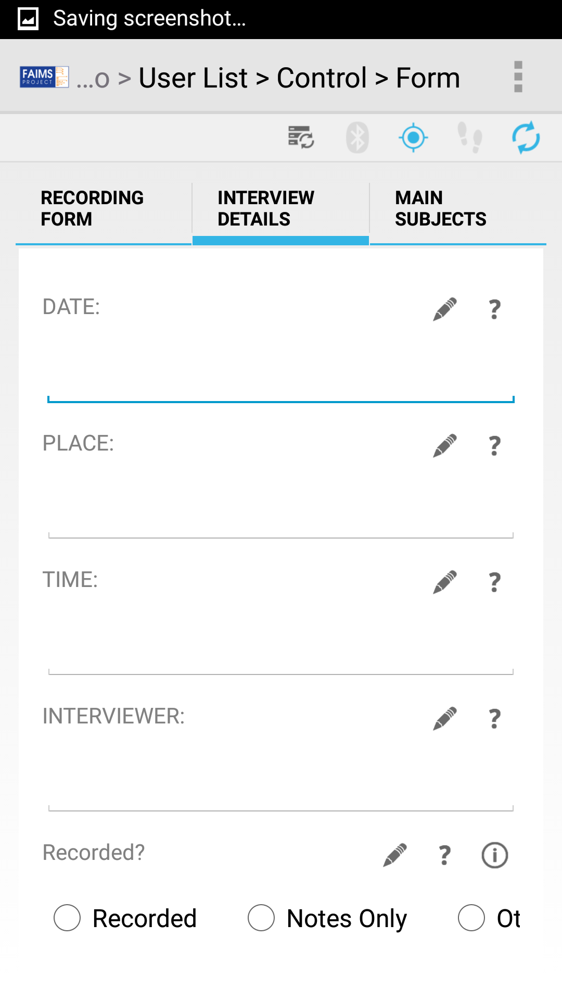 Saving screenshot...
FAIMS
PROJECT
...o > User List > Control > Form
RECORDING
FORM
INTERVIEW
DETAILS
MAIN
SUBJECTS
DATE:
?
PLACE:
?
TIME:
?
INTERVIEWER:
?
Recorded?
?
Recorded
Notes Only
Ot